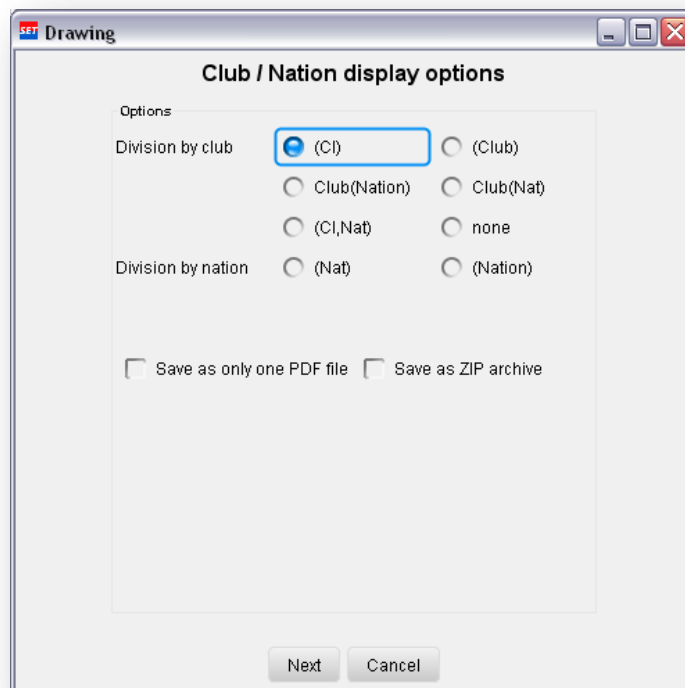 SET Drawing
Club / Nation display options
Options
Division by club (Cl) (Club)
Club(Nation) Club(Nat)
(Cl,Nat) none
Division by nation (Nat) (Nation)
Save as only one PDF file Save as ZIP archive
Next Cancel